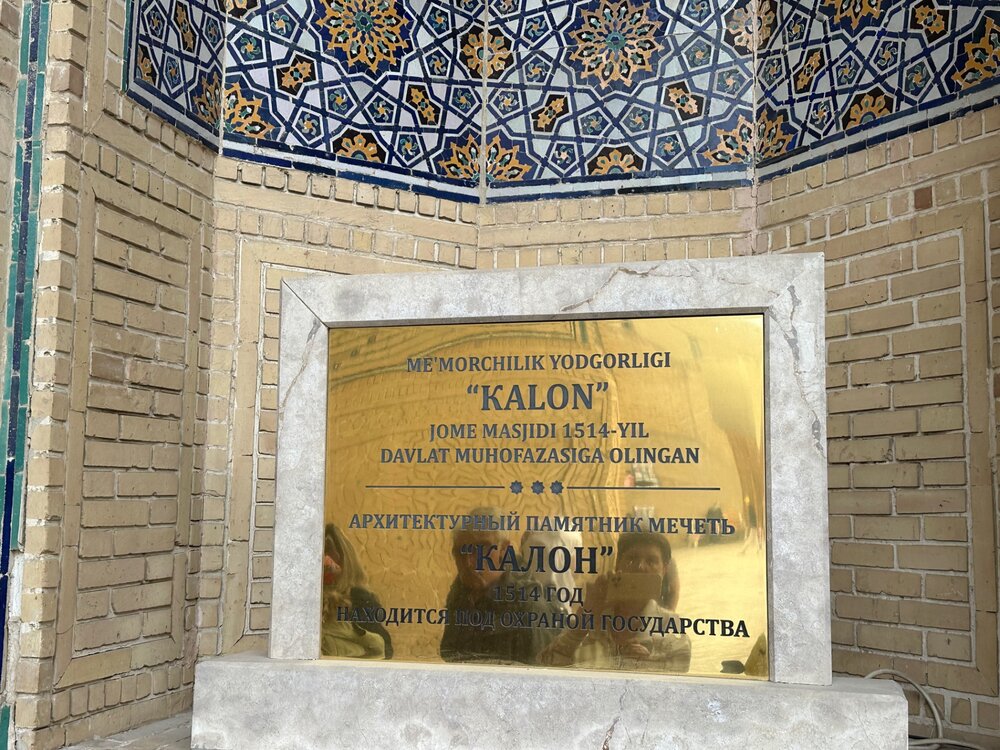 ME'MORCHILIK YODGORLIGI
“KALON”
JOME MASJIDI 1514-YIL
DAVLAT MUHOFAZASIGA OLINGAN
АРХИТЕКТУРНЫЙ ПАМЯТНИК МЕЧЕТЬ
“КАЛОН”
1514 ГОД
НАХОДИТСЯ ПОД ОХРАНОЙ ГОСУДАРСТВА